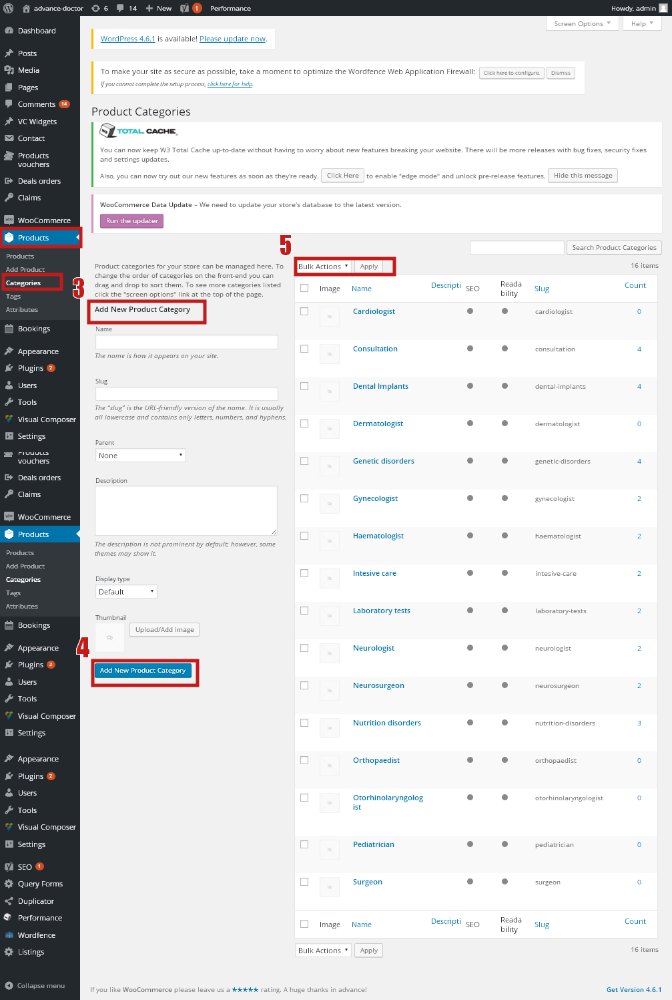 advance-doctor 6 14 New 1 Performance Howdy, admin
Screen Options Help
Dashboard
Posts
Media
Pages
Comments 14
VC Widgets
Contact
Products
vouchers
Deals orders
Claims
WooCommerce
Products
Products
Add Product
Categories
Tags
Attributes
Bookings
Appearance
Plugins 2
Users
Tools
Visual Composer
Settings
Products
vouchers
Deals orders
Claims
WooCommerce
Products
Products
Add Product
Categories
Tags
Attributes
Bookings
Appearance
Plugins 2
Users
Tools
Visual Composer
Settings
Appearance
Plugins 2
Users
Tools
Visual Composer
Settings
SEO 1
Query Forms
Duplicator
Performance
Wordfence
Listings
Collapse menu
WordPress 4.6.1 is available! Please update now.
To make your site as secure as possible, take a moment to optimize the Wordfence Web Application Firewall: Click here to configure. Dismiss
If you cannot complete the setup process, click here for help.
Product Categories
W3 TOTAL CACHE
You can now keep W3 Total Cache up-to-date without having to worry about new features breaking your website. There will be more releases with bug fixes, security fixes
and settings updates.
Also, you can now try out our new features as soon as they're ready. Click Here to enable "edge mode" and unlock pre-release features. Hide this message
WooCommerce Data Update – We need to update your store's database to the latest version.
Run the updater
Search Product Categories
3
Product categories for your store can be managed here. To
change the order of categories on the front-end you can
drag and drop to sort them. To see more categories listed
click the "screen options" link at the top of the page.
Add New Product Category
Name
The name is how it appears on your site.
Slug
The “slug” is the URL-friendly version of the name. It is usually
all lowercase and contains only letters, numbers, and hyphens.
Parent
None
Description
The description is not prominent by default; however, some
themes may show it.
Display type
Default
Thumbnail
Upload/Add image
4
Add New Product Category
5
Bulk Actions Apply 16 items
Image Name Descripti SEO Reada
bility Slug Count
Cardiologist cardiologist 0
Consultation consultation 4
Dental Implants dental-implants 4
Dermatologist dermatologist 0
Genetic disorders genetic-disorders 4
Gynecologist gynecologist 2
Haematologist haematologist 2
Intesive care intesive-care 2
Laboratory tests laboratory-tests 2
Neurologist neurologist 2
Neurosurgeon neurosurgeon 2
Nutrition disorders nutrition-disorders 3
Orthopaedist orthopaedist 0
Otorhinolaryngolog
ist otorhinolaryngologist 0
Pediatrician pediatrician 0
Surgeon surgeon 0
Image Name Descripti SEO Reada
bility Slug Count
Bulk Actions Apply 16 items
If you like WooCommerce please leave us a ★★★★★ rating. A huge thanks in advance! Get Version 4.6.1